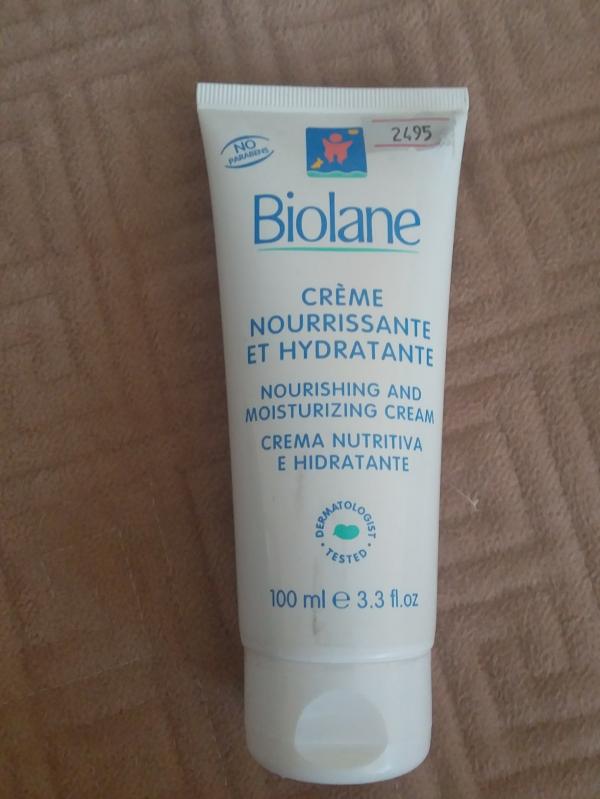 NO
PARABENS
2495
Biolane
CRÈME
NOURRISSANTE
ET HYDRATANTE
NOURISHING AND
MOISTURIZING CREAM
CREMA NUTRITIVA
E HIDRATANTE
DERMATOLOGIST
• TESTED •
100 ml ℮ 3.3 fl.oz